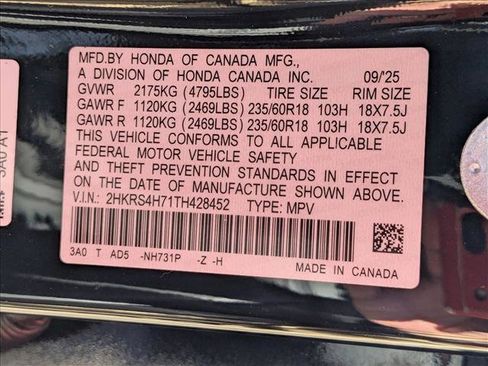 MFD.BY HONDA OF CANADA MFG.,
A DIVISION OF HONDA CANADA INC. 09/'25
GVWR 2175KG (4795LBS) TIRE SIZE RIM SIZE
GAWR F 1120KG (2469LBS) 235/60R18 103H 18X7.5J
GAWR R 1120KG (2469LBS) 235/60R18 103H 18X7.5J
THIS VEHICLE CONFORMS TO ALL APPLICABLE
FEDERAL MOTOR VEHICLE SAFETY
AND THEFT PREVENTION STANDARDS IN EFFECT
ON THE DATE OF MANUFACTURE SHOWN ABOVE.
V.I.N.: 2HKRS4H71TH428452 TYPE: MPV
3A0 T AD5 -NH731P -Z -H
MADE IN CANADA
3A0 A1